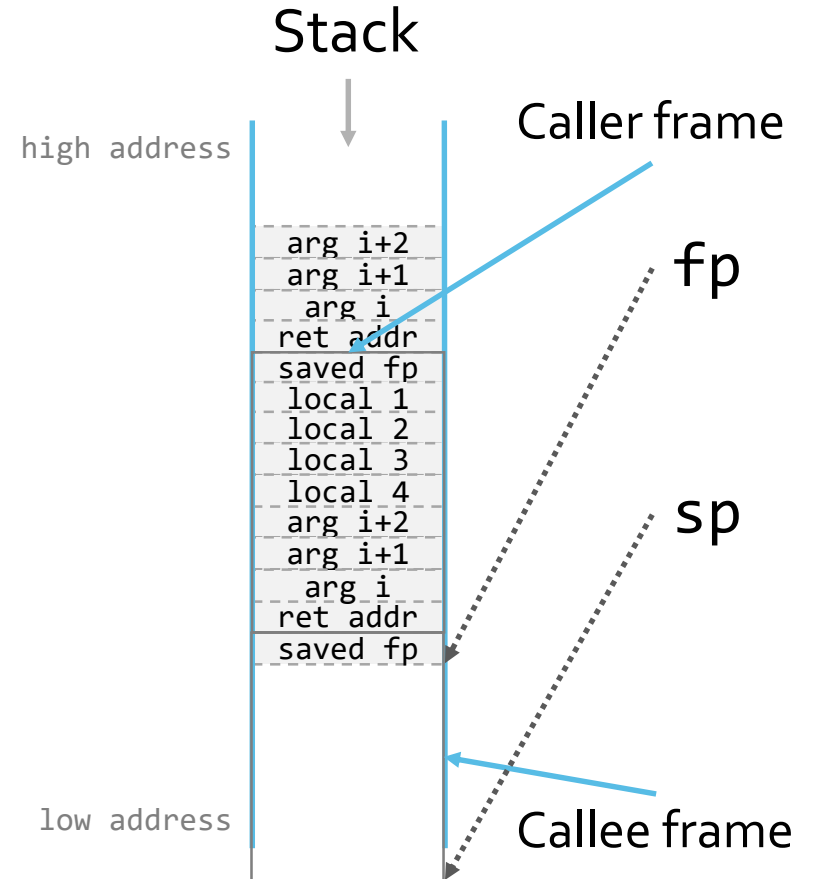 Stack
Caller frame
high address
arg i+2
arg i+1
arg i
ret addr
saved fp
local 1
local 2
local 3
local 4
arg i+2
arg i+1
arg i
ret addr
saved fp
fp
sp
low address
Callee frame